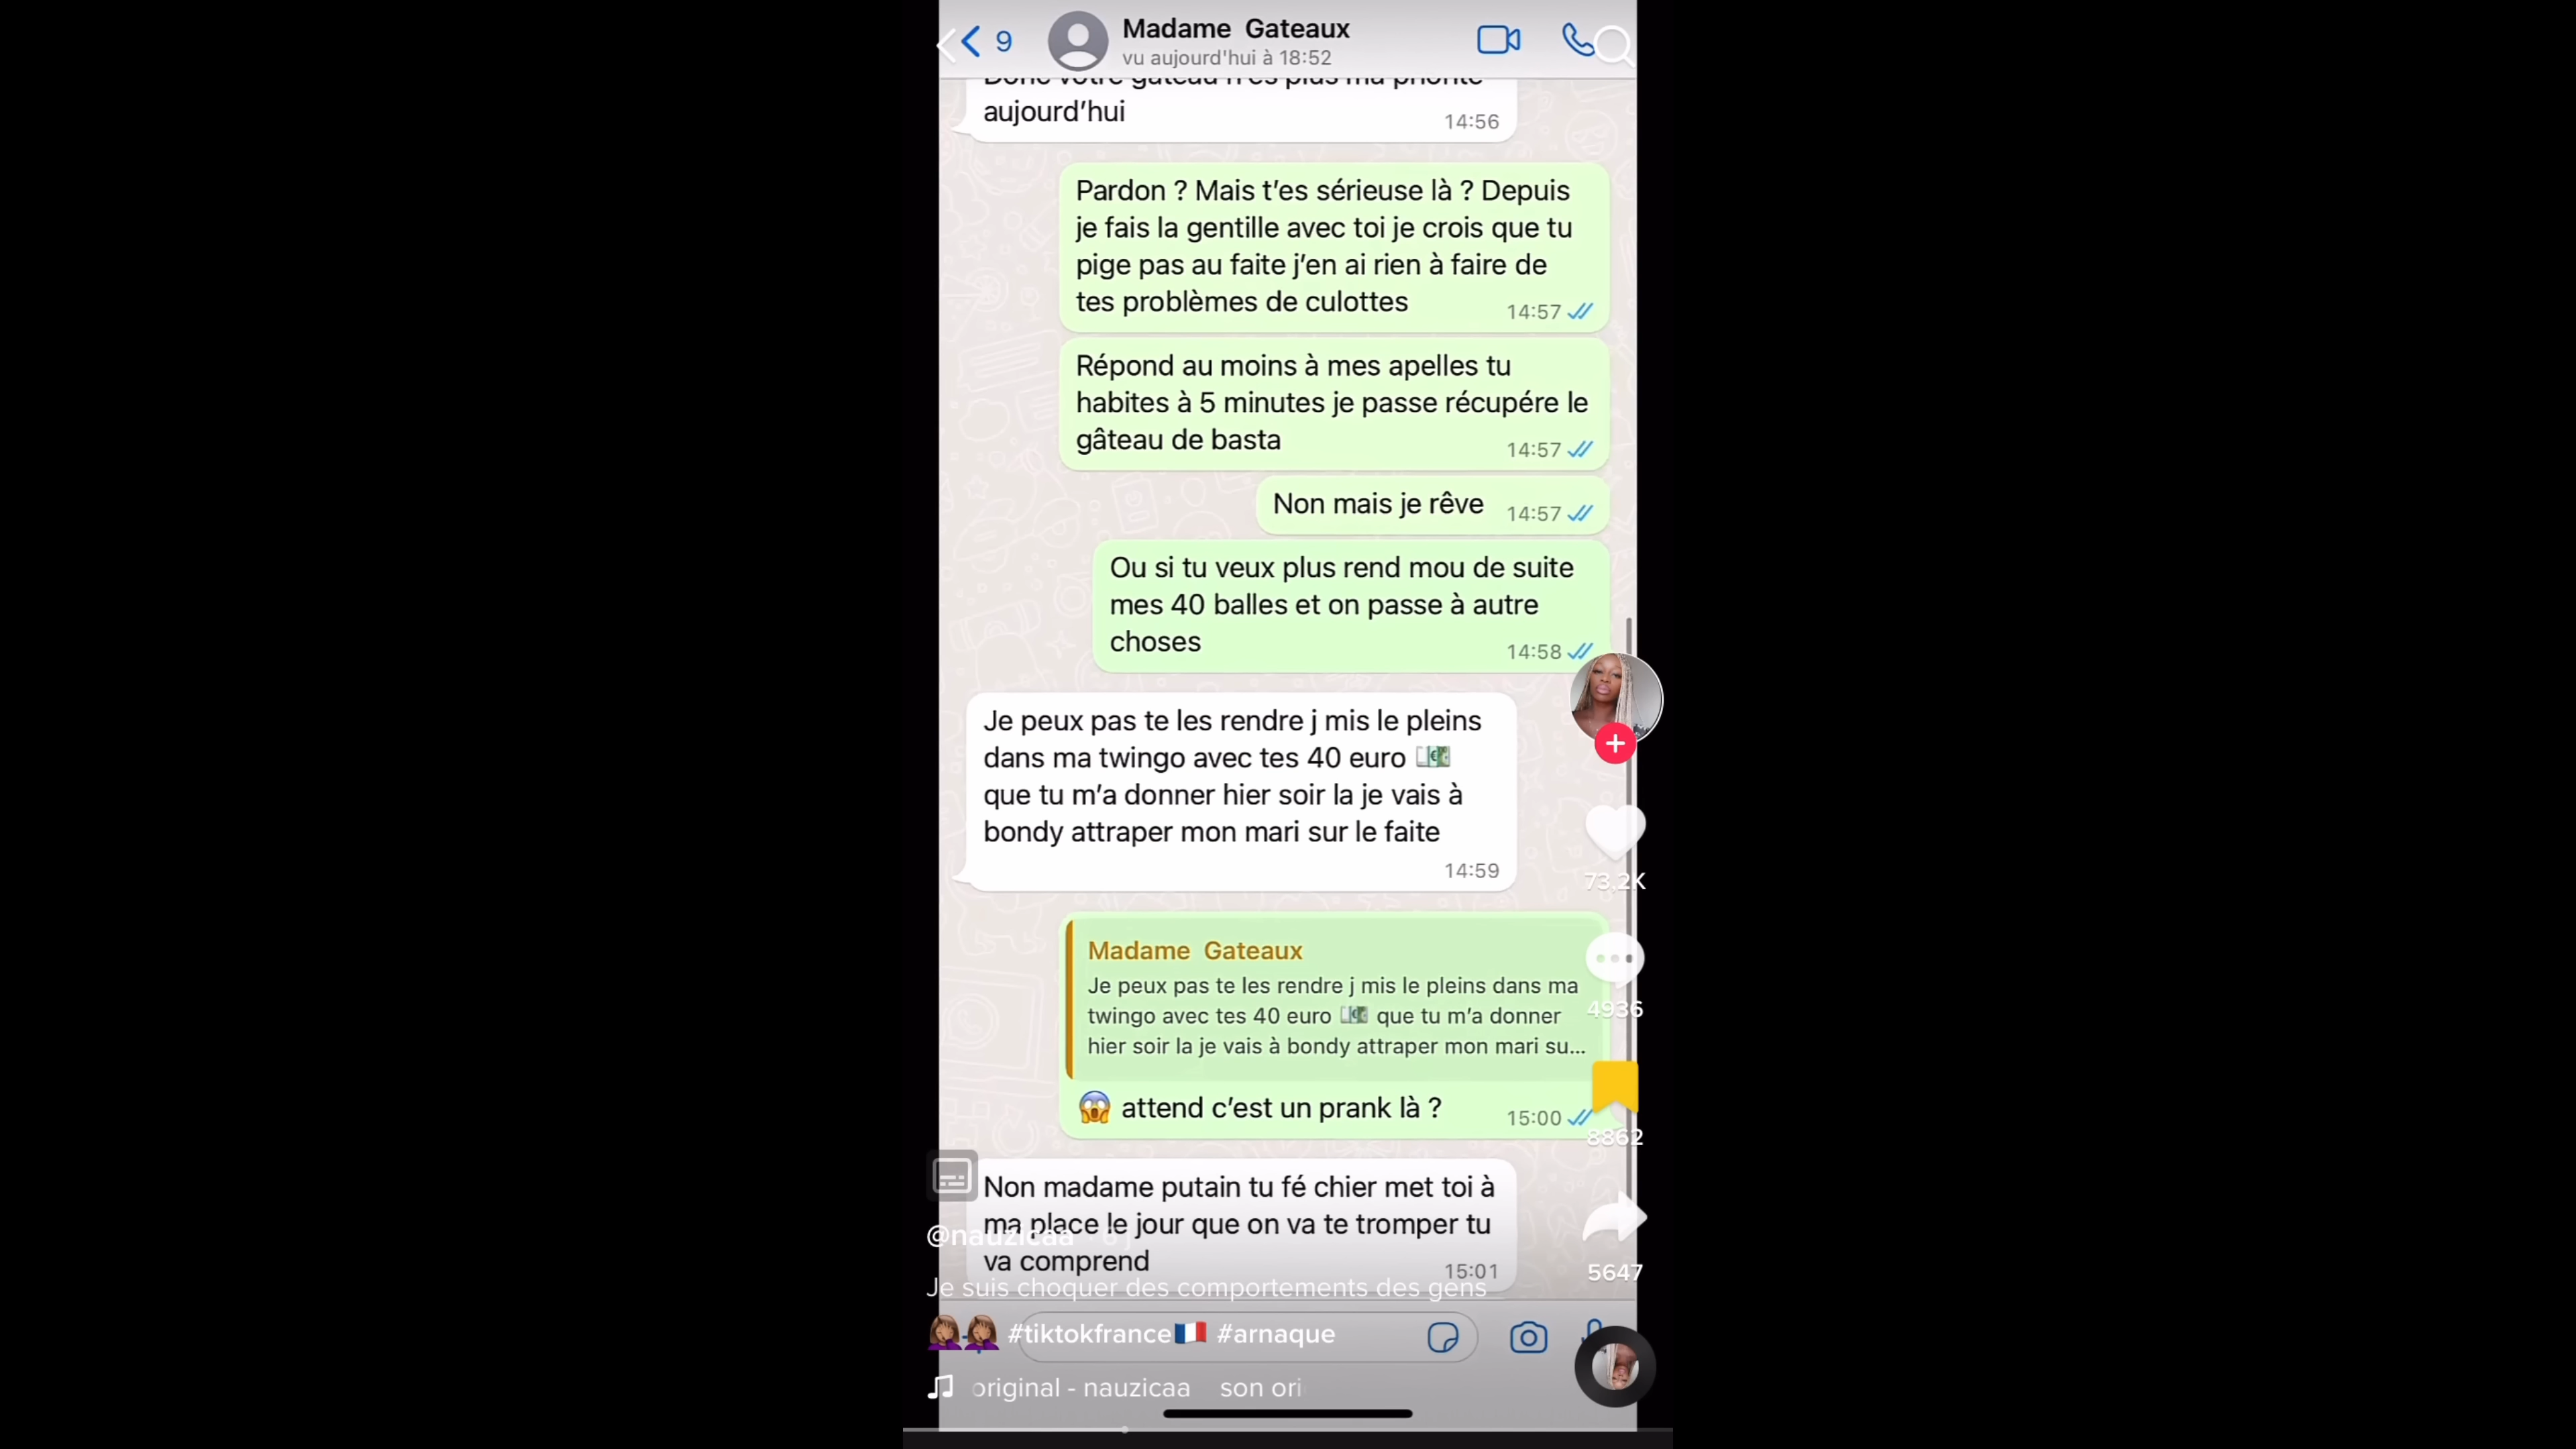 9
Madame Gateaux
vu aujourd'hui à 18:52
Donc votre gateau n'es plus ma priorité
aujourd'hui
14:56
Pardon ? Mais t'es sérieuse là ? Depuis
je fais la gentille avec toi je crois que tu
pige pas au faite j'en ai rien à faire de
tes problèmes de culottes
14:57
Répond au moins à mes apelles tu
habites à 5 minutes je passe récupére le
gâteau de basta
14:57
Non mais je rêve
14:57
Ou si tu veux plus rend mou de suite
mes 40 balles et on passe à autre
choses
14:58
Je peux pas te les rendre j mis le pleins
dans ma twingo avec tes 40 euro 💶
que tu m'a donner hier soir la je vais à
bondy attraper mon mari sur le faite
14:59
73,2K
Madame Gateaux
Je peux pas te les rendre j mis le pleins dans ma
twingo avec tes 40 euro 💶 que tu m'a donner
hier soir la je vais à bondy attraper mon mari su...
4936
😱 attend c'est un prank là ?
15:00
8862
Non madame putain tu fé chier met toi à
ma place le jour que on va te tromper tu
va comprend
15:01
@nauzicaa
5647
Je suis choquer des comportements des gens
🤦🏽‍♀️🤦🏽‍♀️ #tiktokfrance🇫🇷 #arnaque
original - nauzicaa son ori